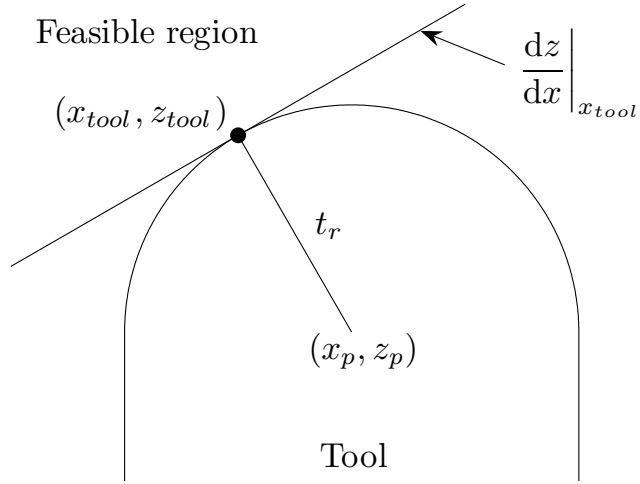 Feasible region
dz
dx|x_tool
(x_tool, z_tool)
t_r
(x_p, z_p)
Tool